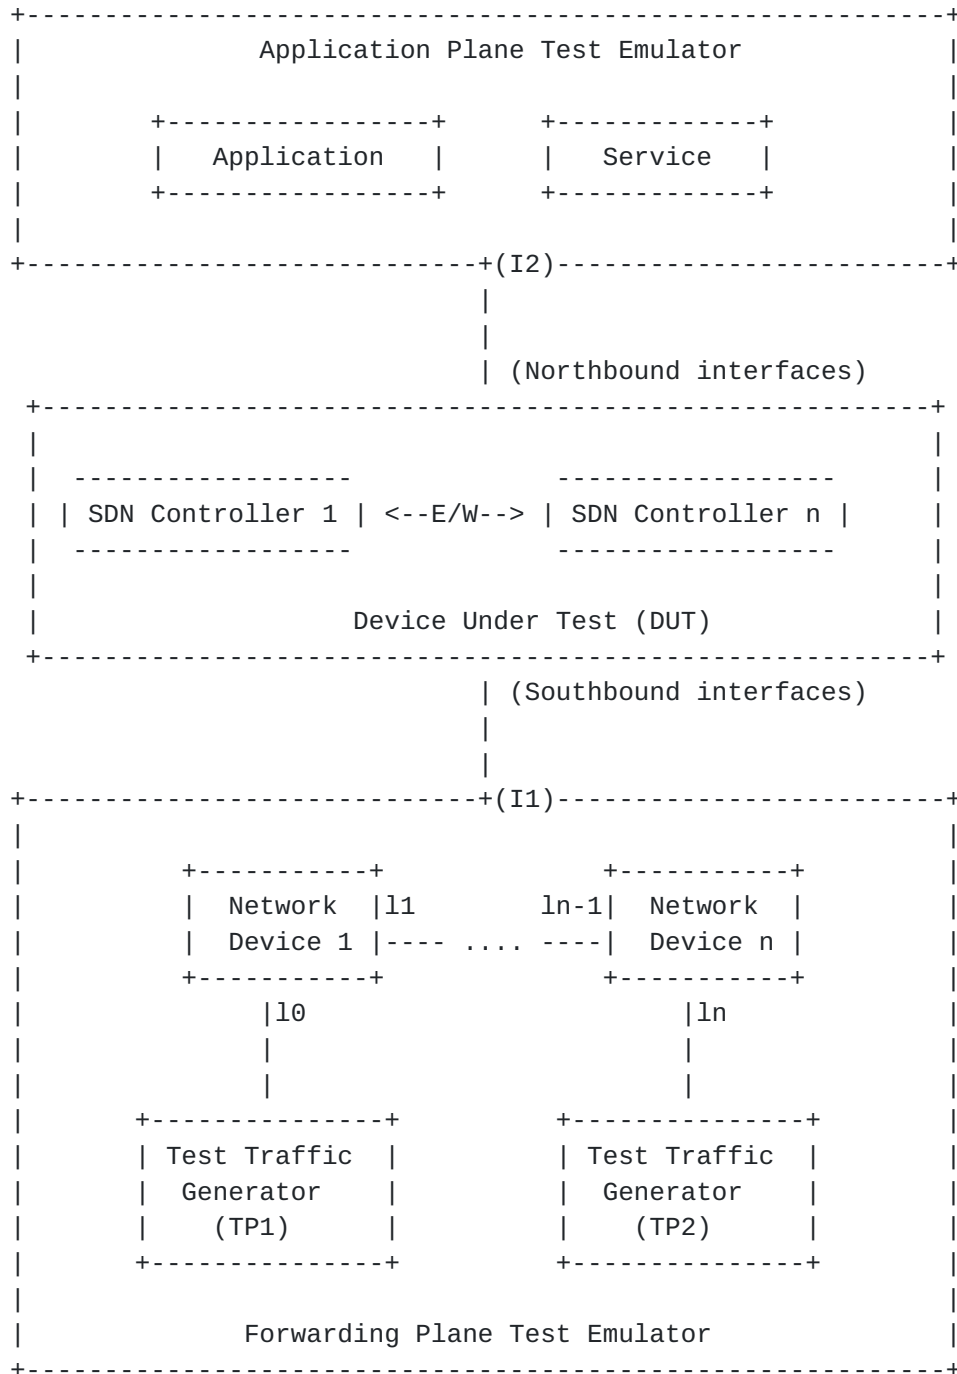 +-----------------------------------------------------------+
|               Application Plane Test Emulator             |
|                                                           |
|        +-----------------+      +-------------+           |
|        |   Application   |      |   Service   |           |
|        +-----------------+      +-------------+           |
|                                                           |
+-----------------------------+(I2)-------------------------+
                              |
                              |
                              | (Northbound interfaces)
 +---------------------------------------------------------+
 |                                                         |
 |  ------------------             ------------------      |
 | | SDN Controller 1 | <--E/W--> | SDN Controller n |     |
 |  ------------------             ------------------      |
 |                                                         |
 |                    Device Under Test (DUT)              |
 +---------------------------------------------------------+
                              | (Southbound interfaces)
                              |
                              |
+-----------------------------+(I1)-------------------------+
|                                                           |
|          +------------+              +------------+       |
|          |  Network  |l1        ln-1|  Network  |         |
|          |  Device 1 |---- .... ----|  Device n |         |
|          +------------+              +------------+       |
|               |l0                        |ln              |
|               |                          |                |
|               |                          |                |
|       +---------------+          +---------------+        |
|       | Test Traffic  |          | Test Traffic  |        |
|       |  Generator    |          |  Generator    |        |
|       |    (TP1)      |          |    (TP2)      |        |
|       +---------------+          +---------------+        |
|                                                           |
|              Forwarding Plane Test Emulator               |
+-----------------------------------------------------------+